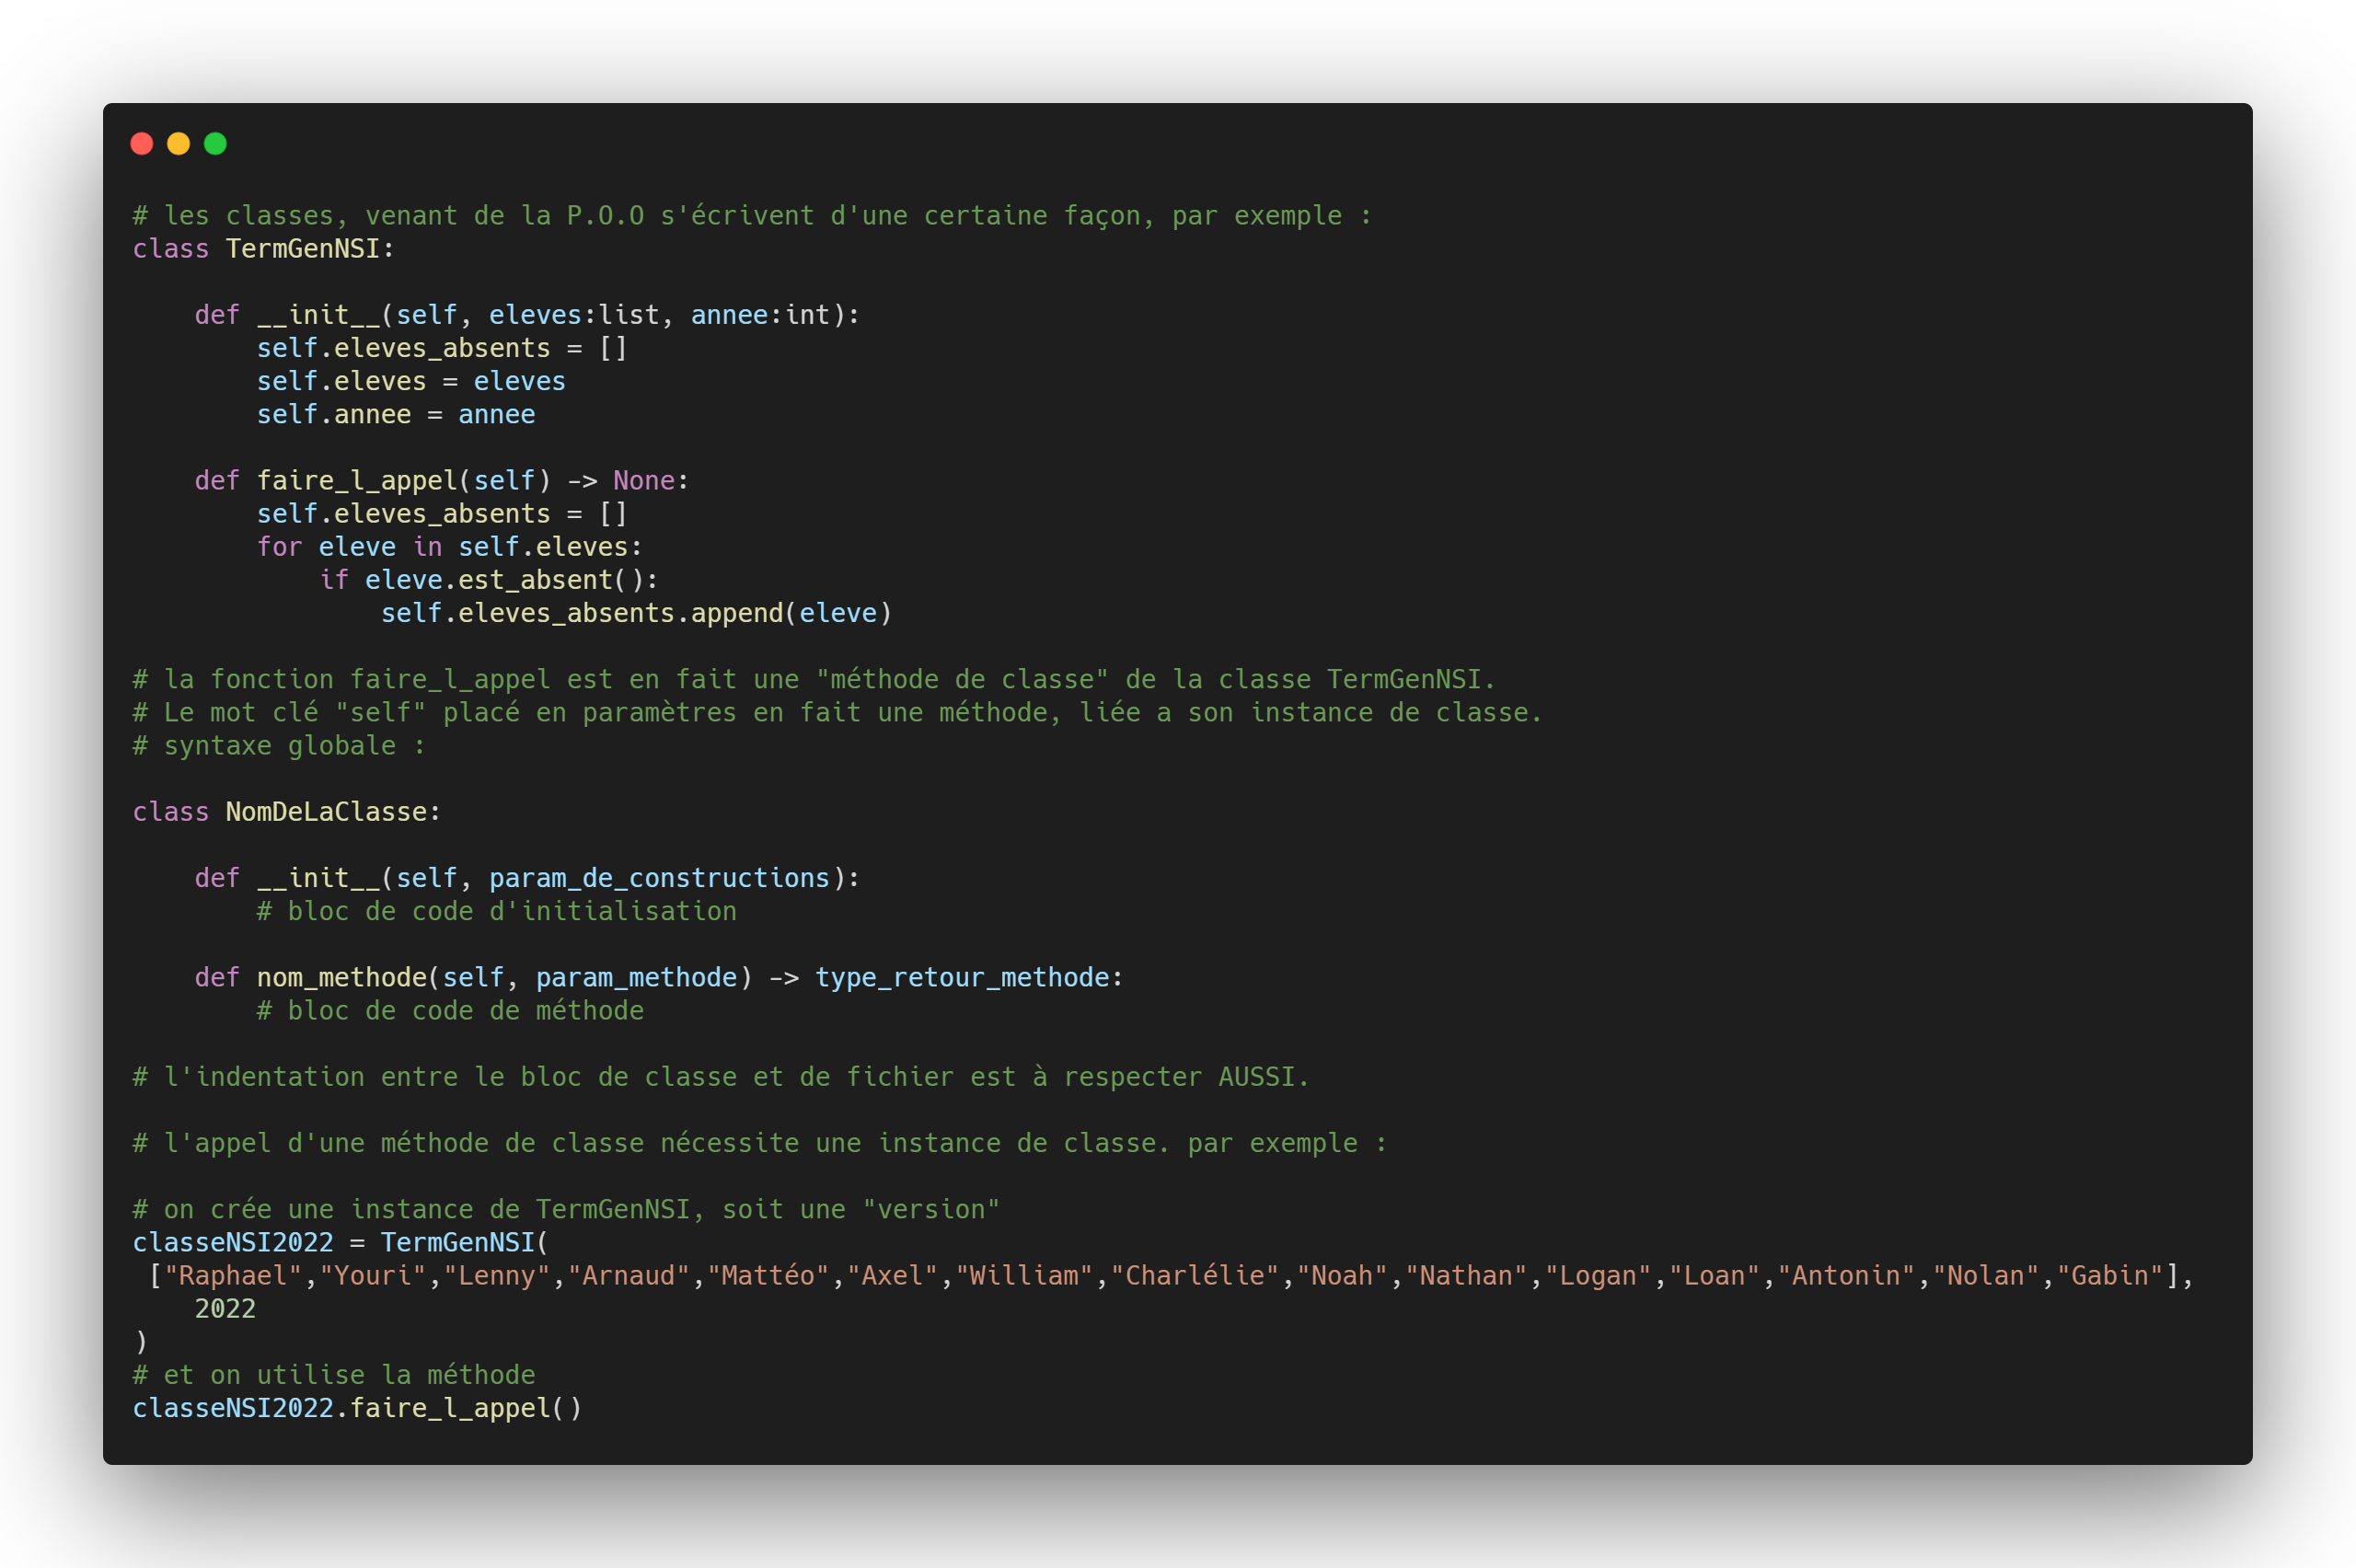 # les classes, venant de la P.O.O s'écrivent d'une certaine façon, par exemple :
class TermGenNSI:

    def __init__(self, eleves:list, annee:int):
        self.eleves_absents = []
        self.eleves = eleves
        self.annee = annee

    def faire_l_appel(self) -> None:
        self.eleves_absents = []
        for eleve in self.eleves:
            if eleve.est_absent():
                self.eleves_absents.append(eleve)

# la fonction faire_l_appel est en fait une "méthode de classe" de la classe TermGenNSI.
# Le mot clé "self" placé en paramètres en fait une méthode, liée a son instance de classe.
# syntaxe globale :

class NomDeLaClasse:

    def __init__(self, param_de_constructions):
        # bloc de code d'initialisation

    def nom_methode(self, param_methode) -> type_retour_methode:
        # bloc de code de méthode

# l'indentation entre le bloc de classe et de fichier est à respecter AUSSI.

# l'appel d'une méthode de classe nécessite une instance de classe. par exemple :

# on crée une instance de TermGenNSI, soit une "version"
classeNSI2022 = TermGenNSI(
 ["Raphael","Youri","Lenny","Arnaud","Mattéo","Axel","William","Charlélie","Noah","Nathan","Logan","Loan","Antonin","Nolan","Gabin"],
    2022
)
# et on utilise la méthode
classeNSI2022.faire_l_appel()